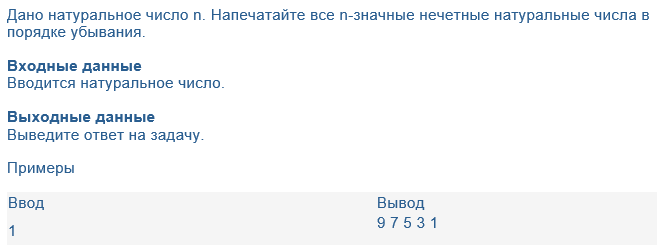 Дано натуральное число n. Напечатайте все n-значные нечетные натуральные числа в
порядке убывания.
Входные данные
Вводится натуральное число.
Выходные данные
Выведите ответ на задачу.
Примеры
Ввод
1
Вывод
9 7 5 3 1